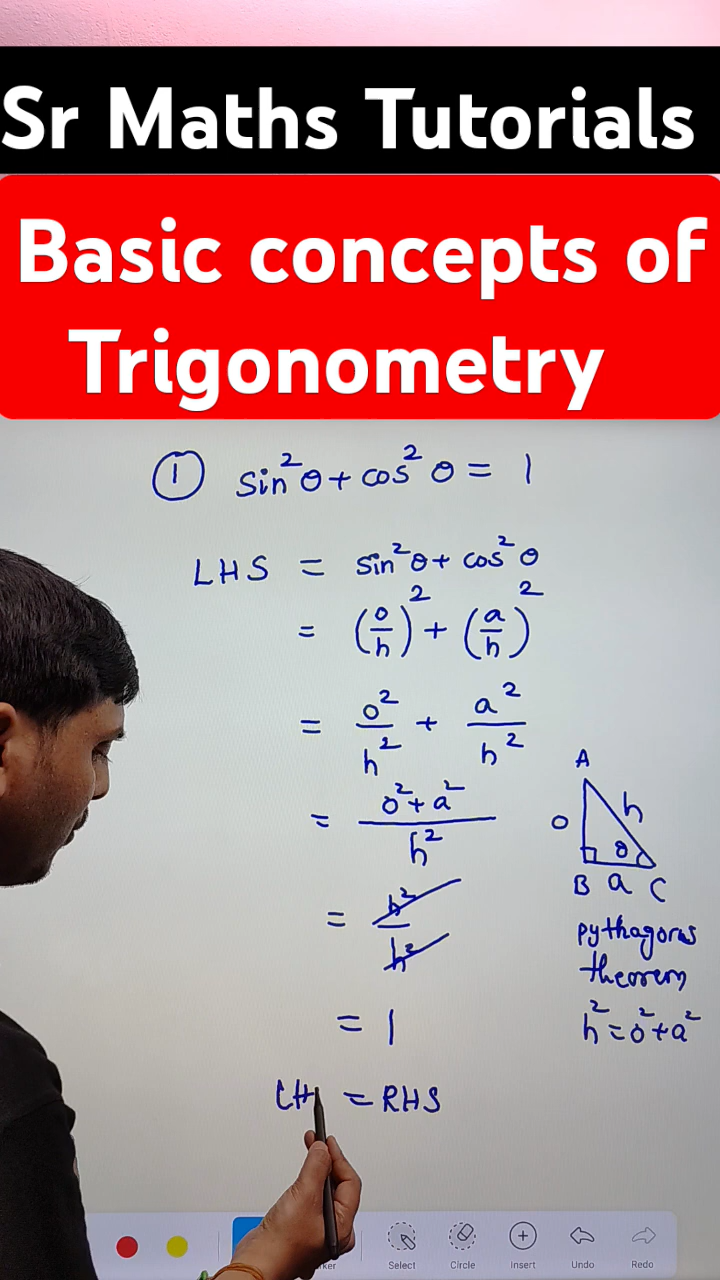 Sr Maths Tutorials
Basic concepts of
Trigonometry
① sin²θ + cos²θ = 1
LHS = sin²θ + cos²θ
= (o/h)² + (a/h)²
= o²/h² + a²/h²
= o²+a²/h²
= h²/h²
= 1
LH = RHS
A
o h
θ
B a C
pythagoras
theorem
h² = o²+a²
Select Circle Insert Undo Redo